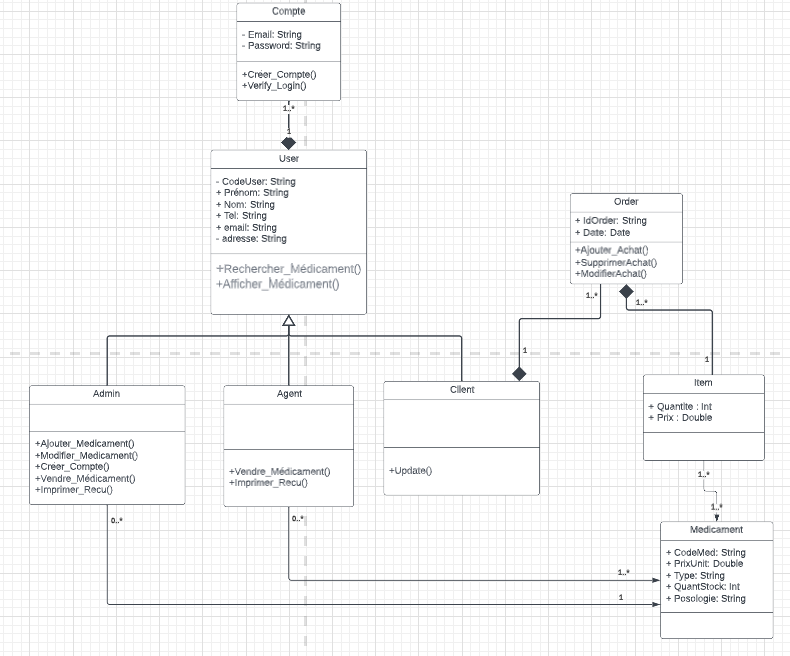 Compte
- Email: String
- Password: String
+Creer_Compte()
+Verify_Login()
1..*
1
User
- CodeUser: String
+ Prénom: String
+ Nom: String
+ Tel: String
+ email: String
- adresse: String
+Rechercher_Médicament()
+Afficher_Médicament()
Order
+ IdOrder: String
+ Date: Date
+Ajouter_Achat()
+SupprimerAchat()
+ModifierAchat()
1..*
1..*
1
1
Admin
+Ajouter_Medicament()
+Modifier_Medicament()
+Creer_Compte()
+Vendre_Médicament()
+Imprimer_Recu()
0..*
Agent
+Vendre_Médicament()
+Imprimer_Recu()
0..*
Client
+Update()
Item
+ Quantite : Int
+ Prix : Double
1..*
1..*
Medicament
+ CodeMed: String
+ PrixUnit: Double
+ Type: String
+ QuantStock: Int
+ Posologie: String
1..*
1